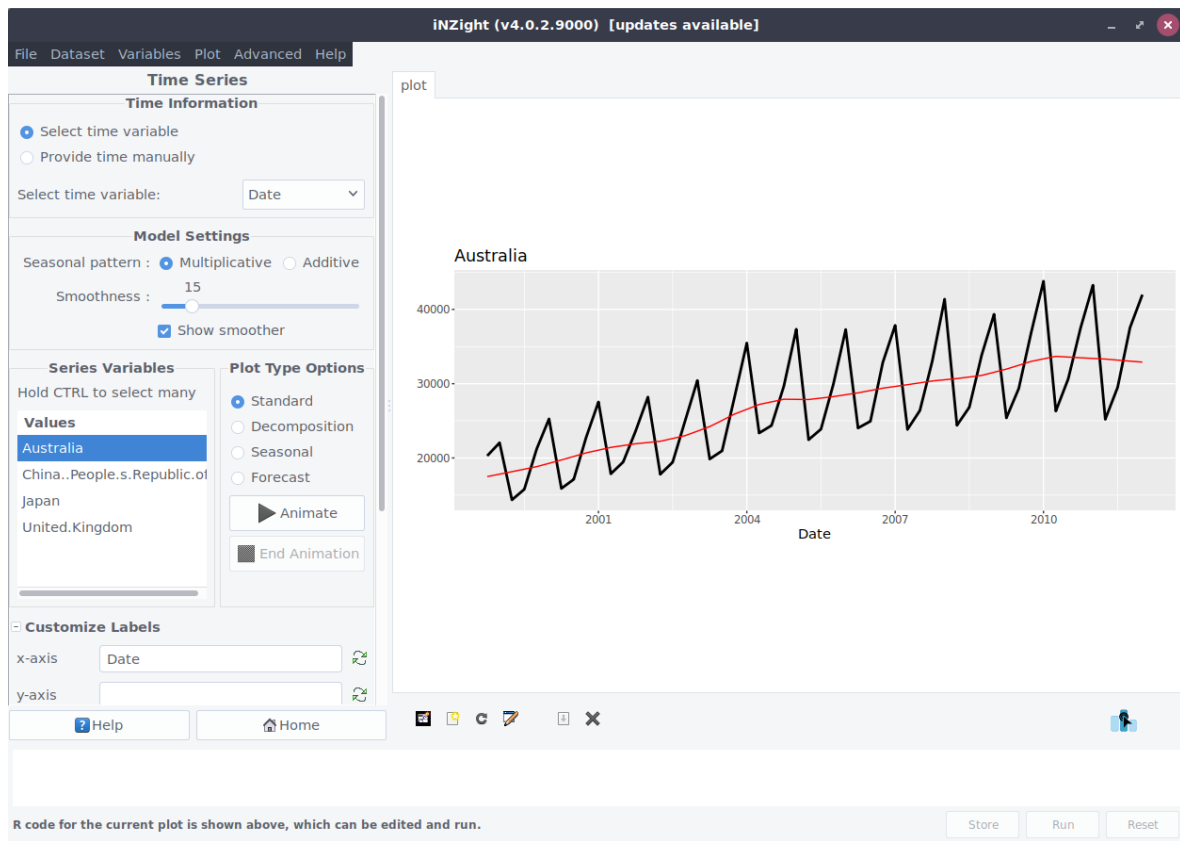 iNZight (v4.0.2.9000) [updates available]
File Dataset Variables Plot Advanced Help
Time Series
Time Information
Select time variable
Provide time manually
Select time variable: Date
Model Settings
Seasonal pattern : Multiplicative Additive
15
Smoothness :
Show smoother
Series Variables
Hold CTRL to select many
Values
Australia
China..People.s.Republic.of
Japan
United.Kingdom
Plot Type Options
Standard
Decomposition
Seasonal
Forecast
Animate
End Animation
Customize Labels
x-axis Date
y-axis
Help Home
plot
Australia
40000
30000
20000
2001 2004 2007 2010
Date
R code for the current plot is shown above, which can be edited and run.
Store Run Reset